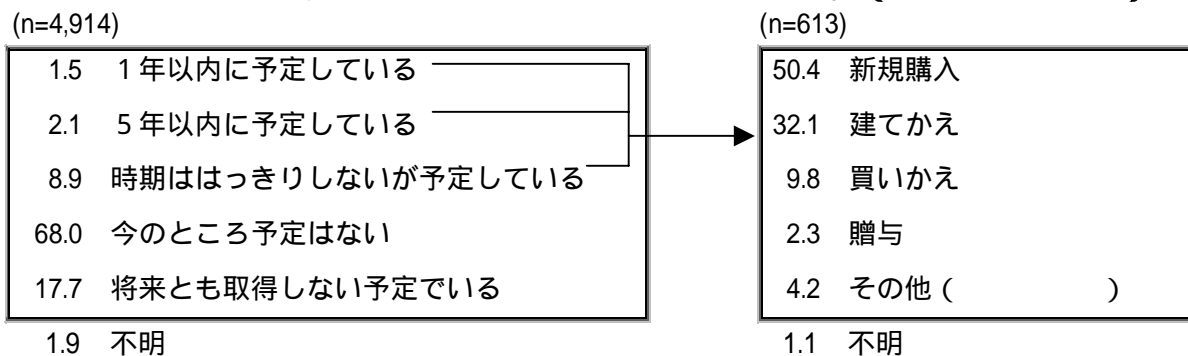 (n=4,914)
1.5 1年以内に予定している
2.1 5年以内に予定している
8.9 時期ははっきりしないが予定している
68.0 今のところ予定はない
17.7 将来とも取得しない予定でいる
1.9 不明
(n=613)
50.4 新規購入
32.1 建てかえ
9.8 買いかえ
2.3 贈与
4.2 その他 ( )
1.1 不明